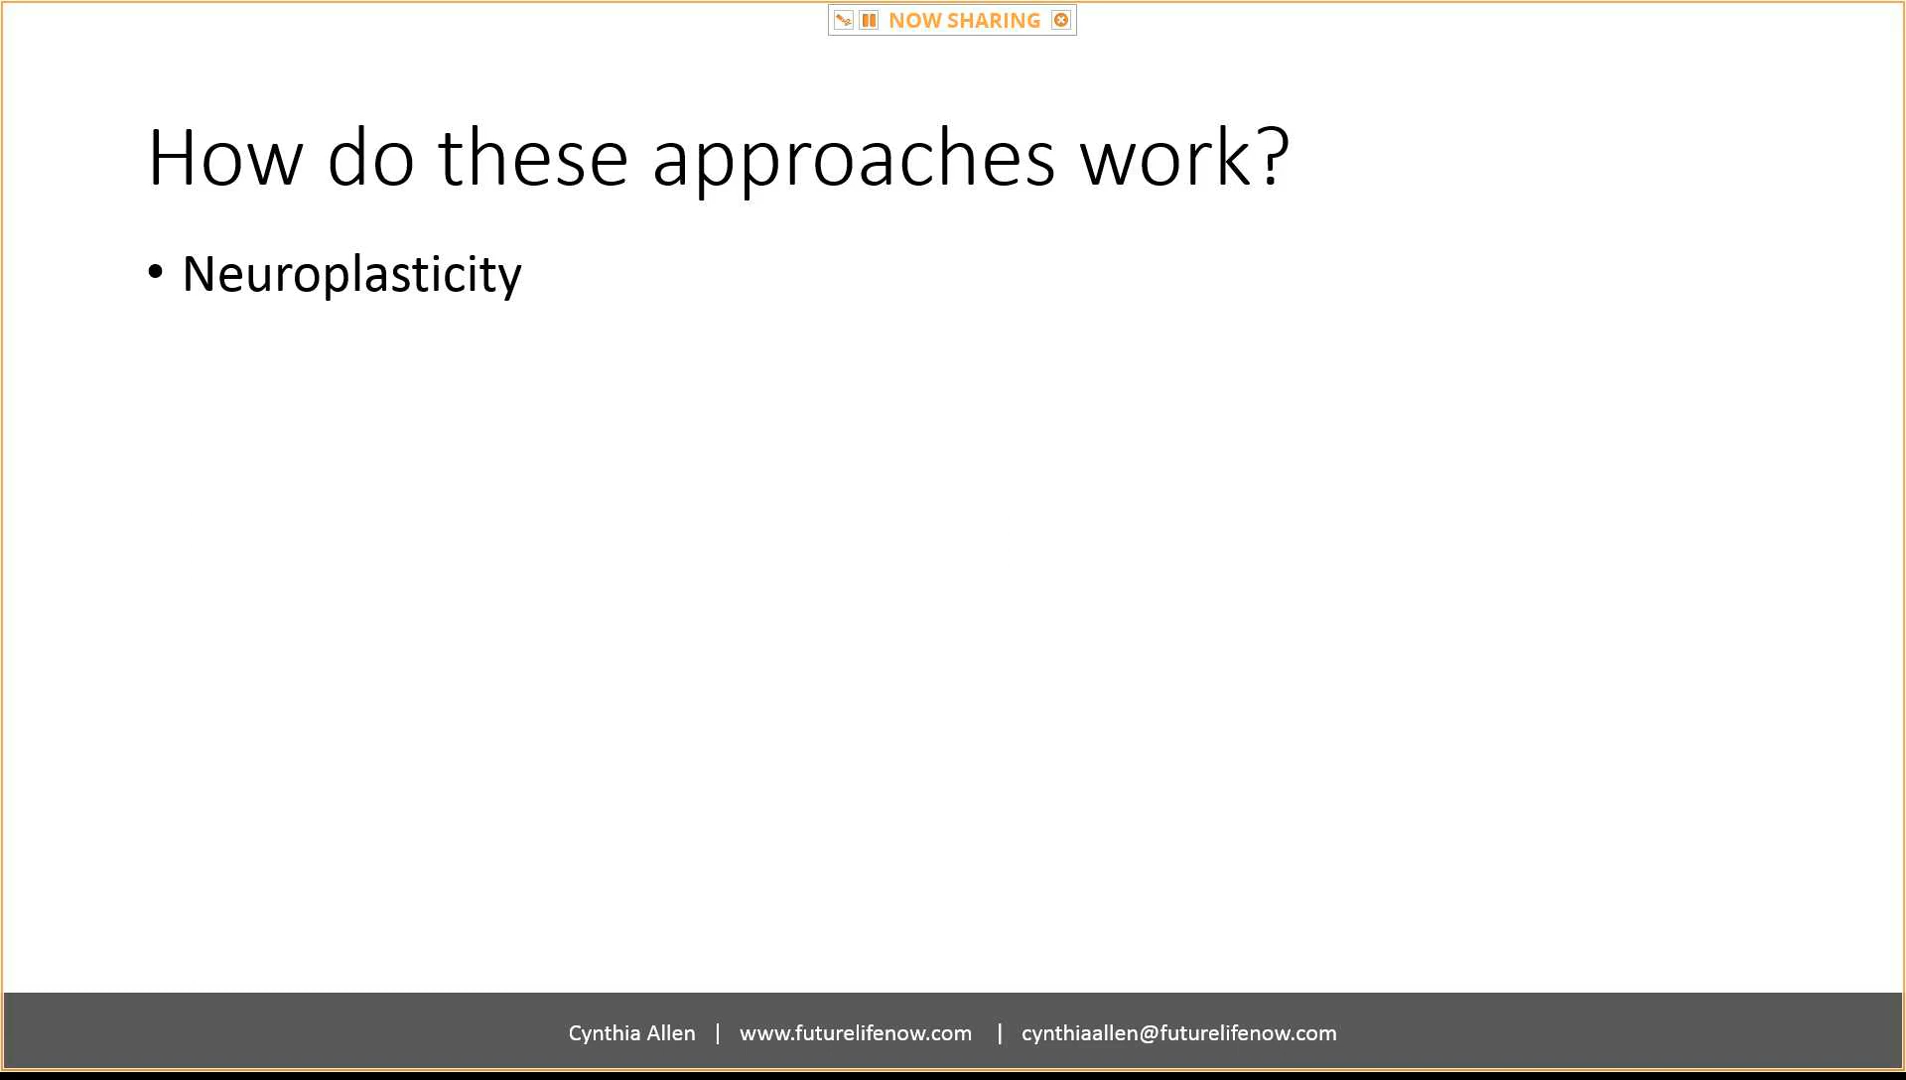 NOW SHARING
How do these approaches work?
• Neuroplasticity
Cynthia Allen | www.futurelifenow.com | cynthiaallen@futurelifenow.com